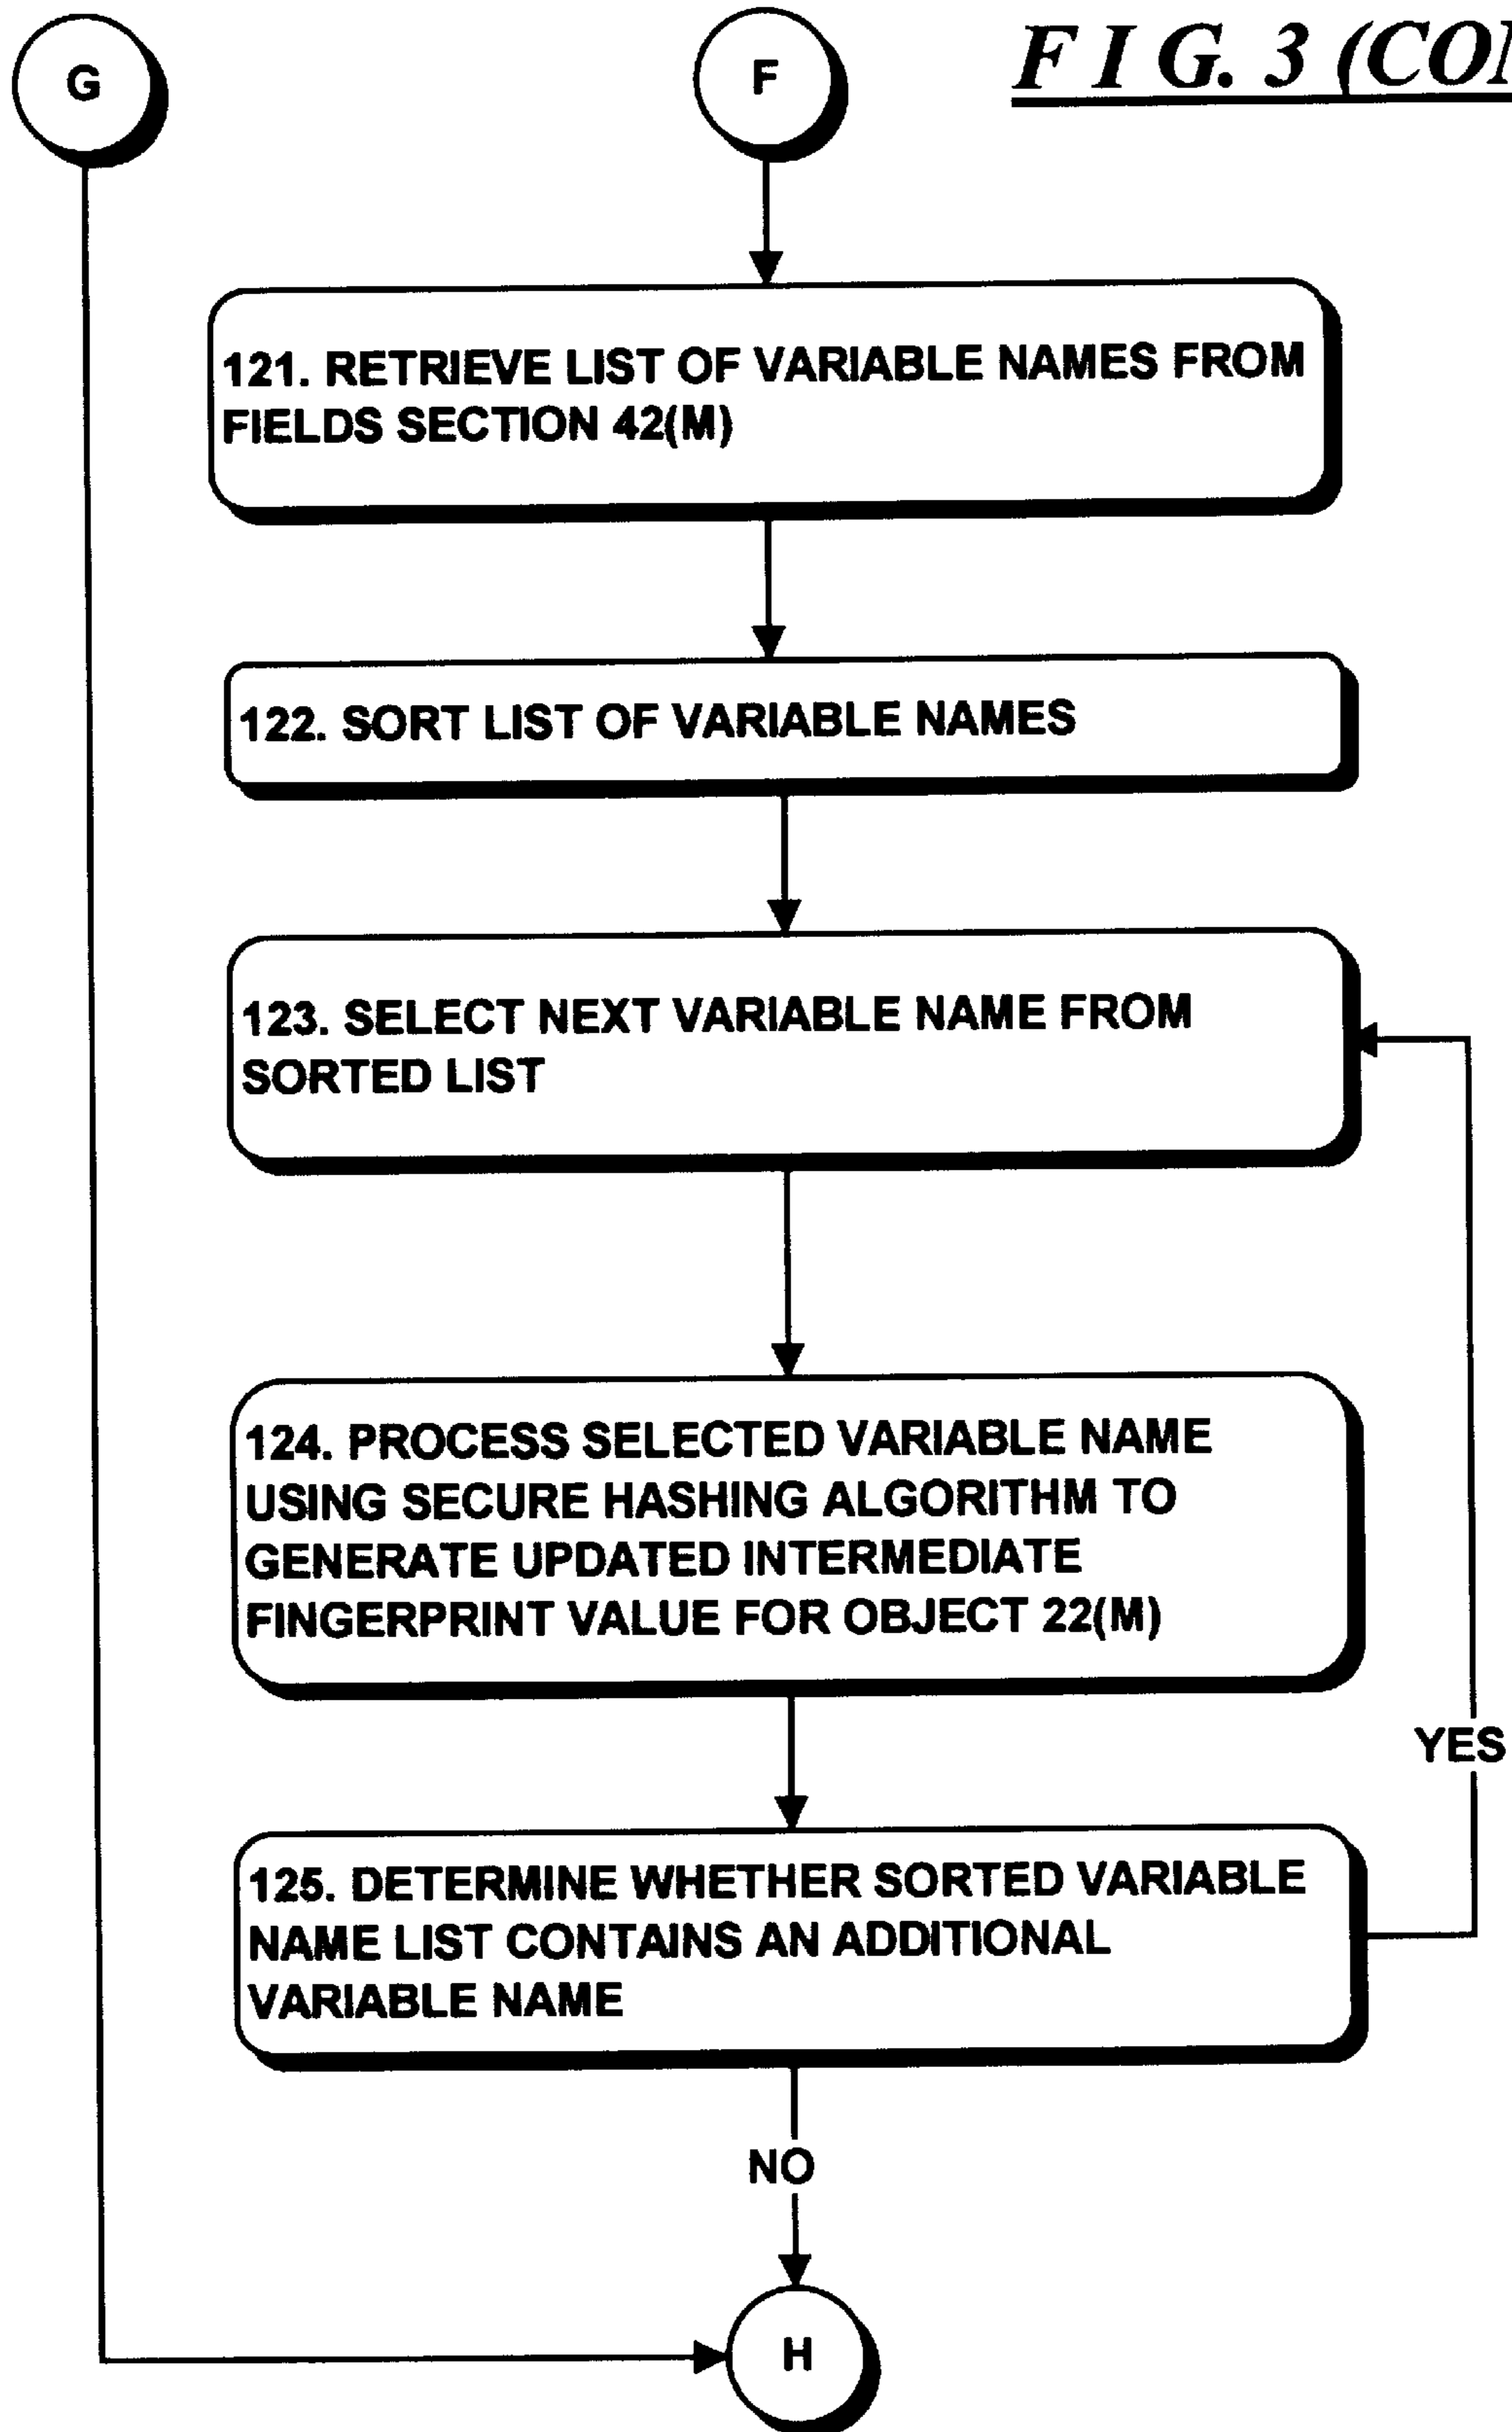 G
F
F I G. 3 (CON
121. RETRIEVE LIST OF VARIABLE NAMES FROM
FIELDS SECTION 42(M)
122. SORT LIST OF VARIABLE NAMES
123. SELECT NEXT VARIABLE NAME FROM
SORTED LIST
124. PROCESS SELECTED VARIABLE NAME
USING SECURE HASHING ALGORITHM TO
GENERATE UPDATED INTERMEDIATE
FINGERPRINT VALUE FOR OBJECT 22(M)
YES
125. DETERMINE WHETHER SORTED VARIABLE
NAME LIST CONTAINS AN ADDITIONAL
VARIABLE NAME
NO
H